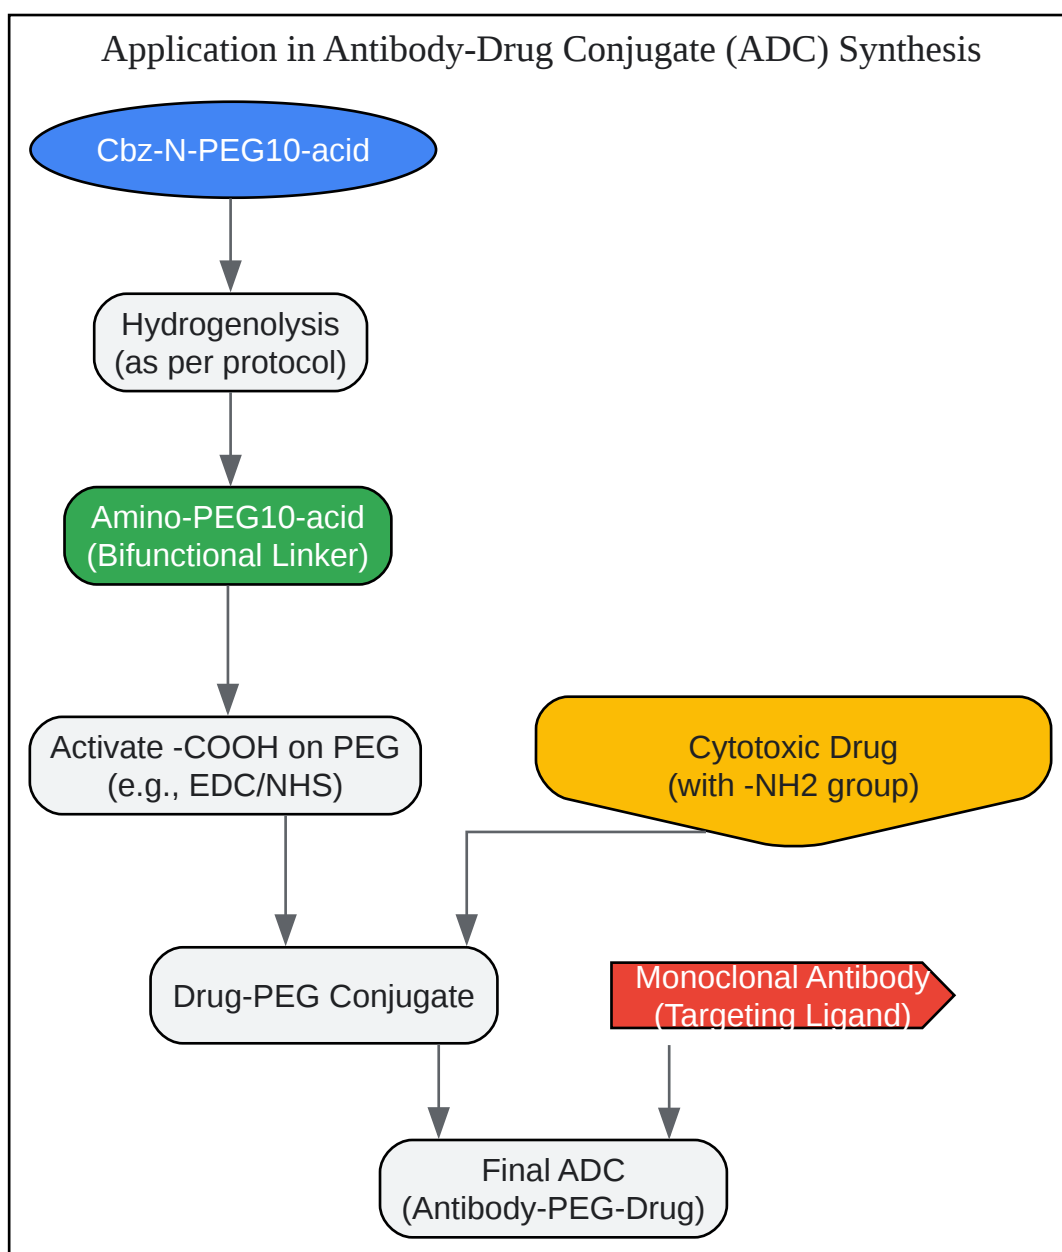 Application in Antibody-Drug Conjugate (ADC) Synthesis
Cbz-N-PEG10-acid
Hydrogenolysis
(as per protocol)
Amino-PEG10-acid
(Bifunctional Linker)
Activate -COOH on PEG
(e.g., EDC/NHS)
Cytotoxic Drug
(with -NH2 group)
Drug-PEG Conjugate
Monoclonal Antibody
(Targeting Ligand)
Final ADC
(Antibody-PEG-Drug)